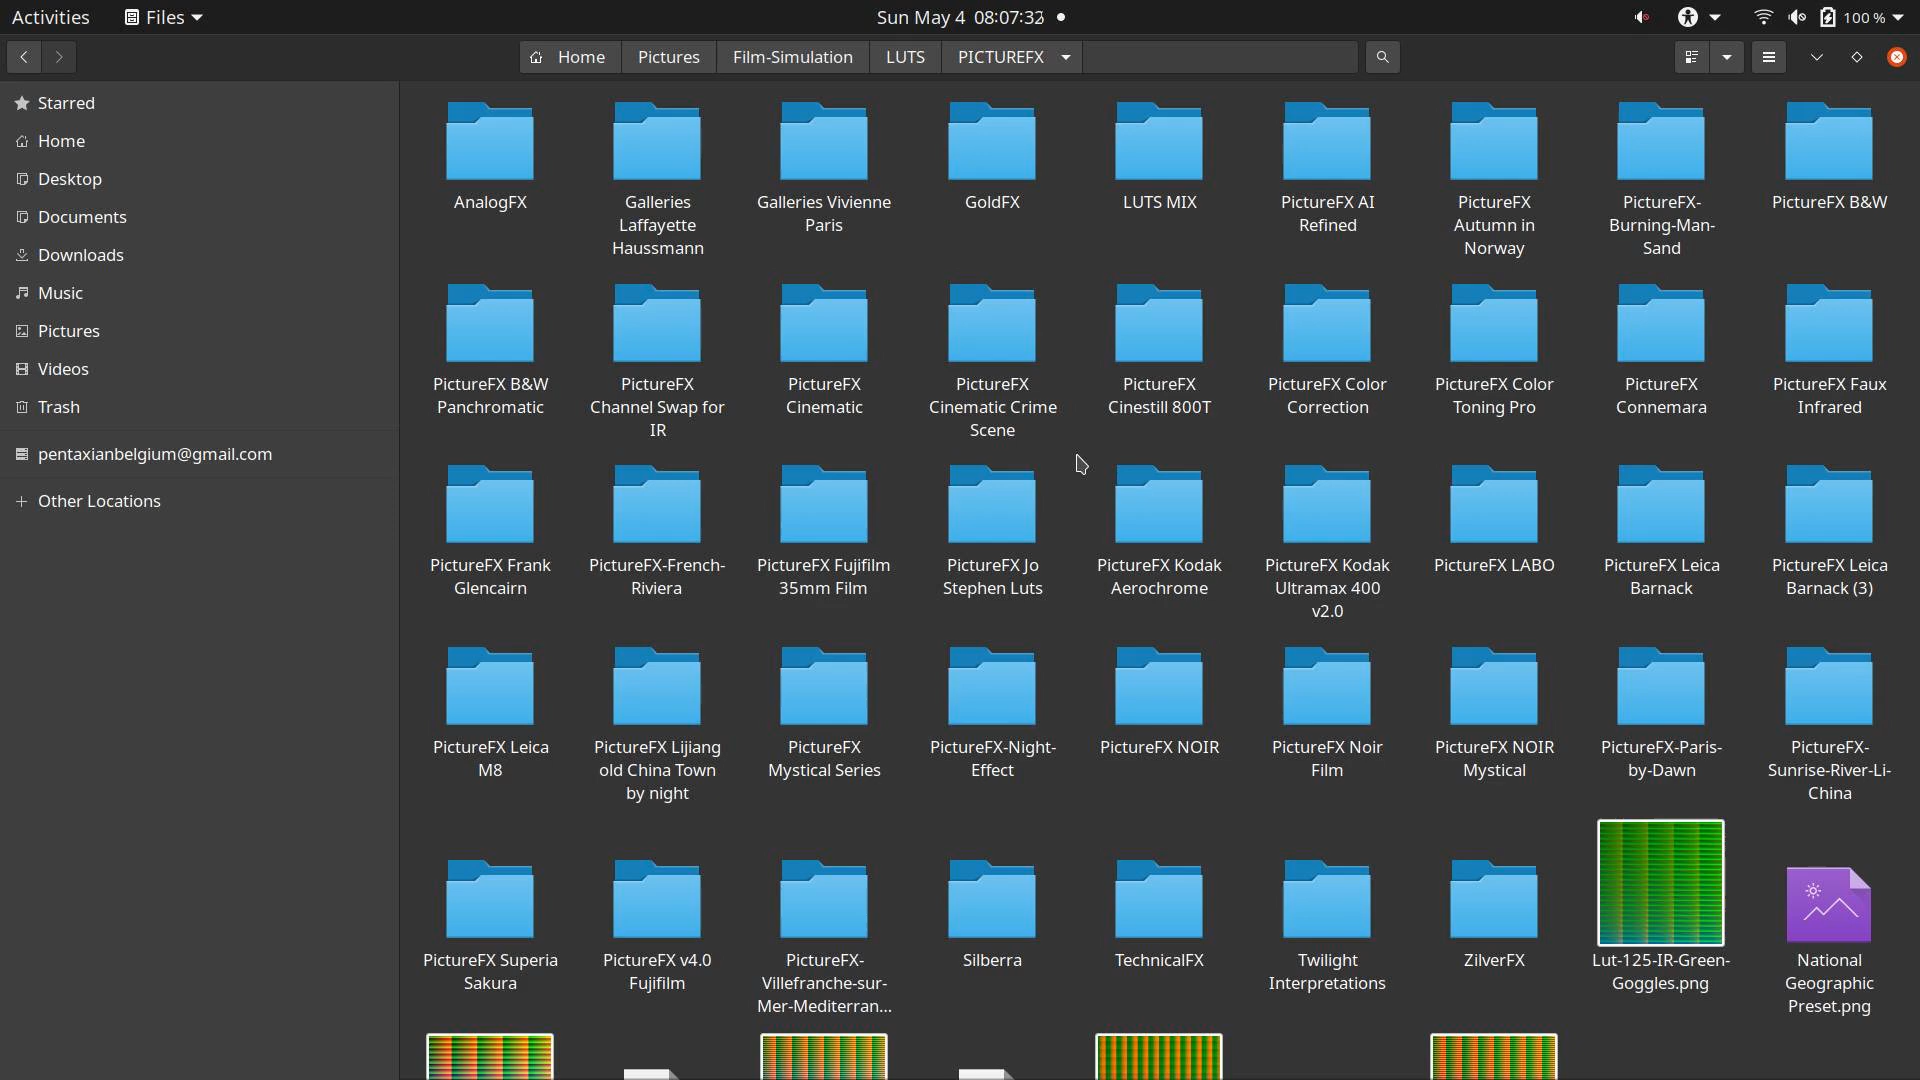 Activities
Files
Sun May 4 08:07:32
100 %
Home
Pictures
Film-Simulation
LUTS
PICTUREFX
Starred
Home
Desktop
Documents
Downloads
Music
Pictures
Videos
Trash
pentaxianbelgium@gmail.com
Other Locations
AnalogFX
Galleries
Laffayette
Haussmann
Galleries Vivienne
Paris
GoldFX
LUTS MIX
PictureFX AI
Refined
PictureFX
Autumn in
Norway
PictureFX-
Burning-Man-
Sand
PictureFX B&W
PictureFX B&W
Panchromatic
PictureFX
Channel Swap for
IR
PictureFX
Cinematic
PictureFX
Cinematic Crime
Scene
PictureFX
Cinestill 800T
PictureFX Color
Correction
PictureFX Color
Toning Pro
PictureFX
Connemara
PictureFX Faux
Infrared
PictureFX Frank
Glencairn
PictureFX-French-
Riviera
PictureFX Fujifilm
35mm Film
PictureFX Jo
Stephen Luts
PictureFX Kodak
Aerochrome
PictureFX Kodak
Ultramax 400
v2.0
PictureFX LABO
PictureFX Leica
Barnack
PictureFX Leica
Barnack (3)
PictureFX Leica
M8
PictureFX Lijiang
old China Town
by night
PictureFX
Mystical Series
PictureFX-Night-
Effect
PictureFX NOIR
PictureFX Noir
Film
PictureFX NOIR
Mystical
PictureFX-Paris-
by-Dawn
PictureFX-
Sunrise-River-Li-
China
PictureFX Superia
Sakura
PictureFX v4.0
Fujifilm
PictureFX-
Villefranche-sur-
Mer-Mediterran...
Silberra
TechnicalFX
Twilight
Interpretations
ZilverFX
Lut-125-IR-Green-
Goggles.png
National
Geographic
Preset.png